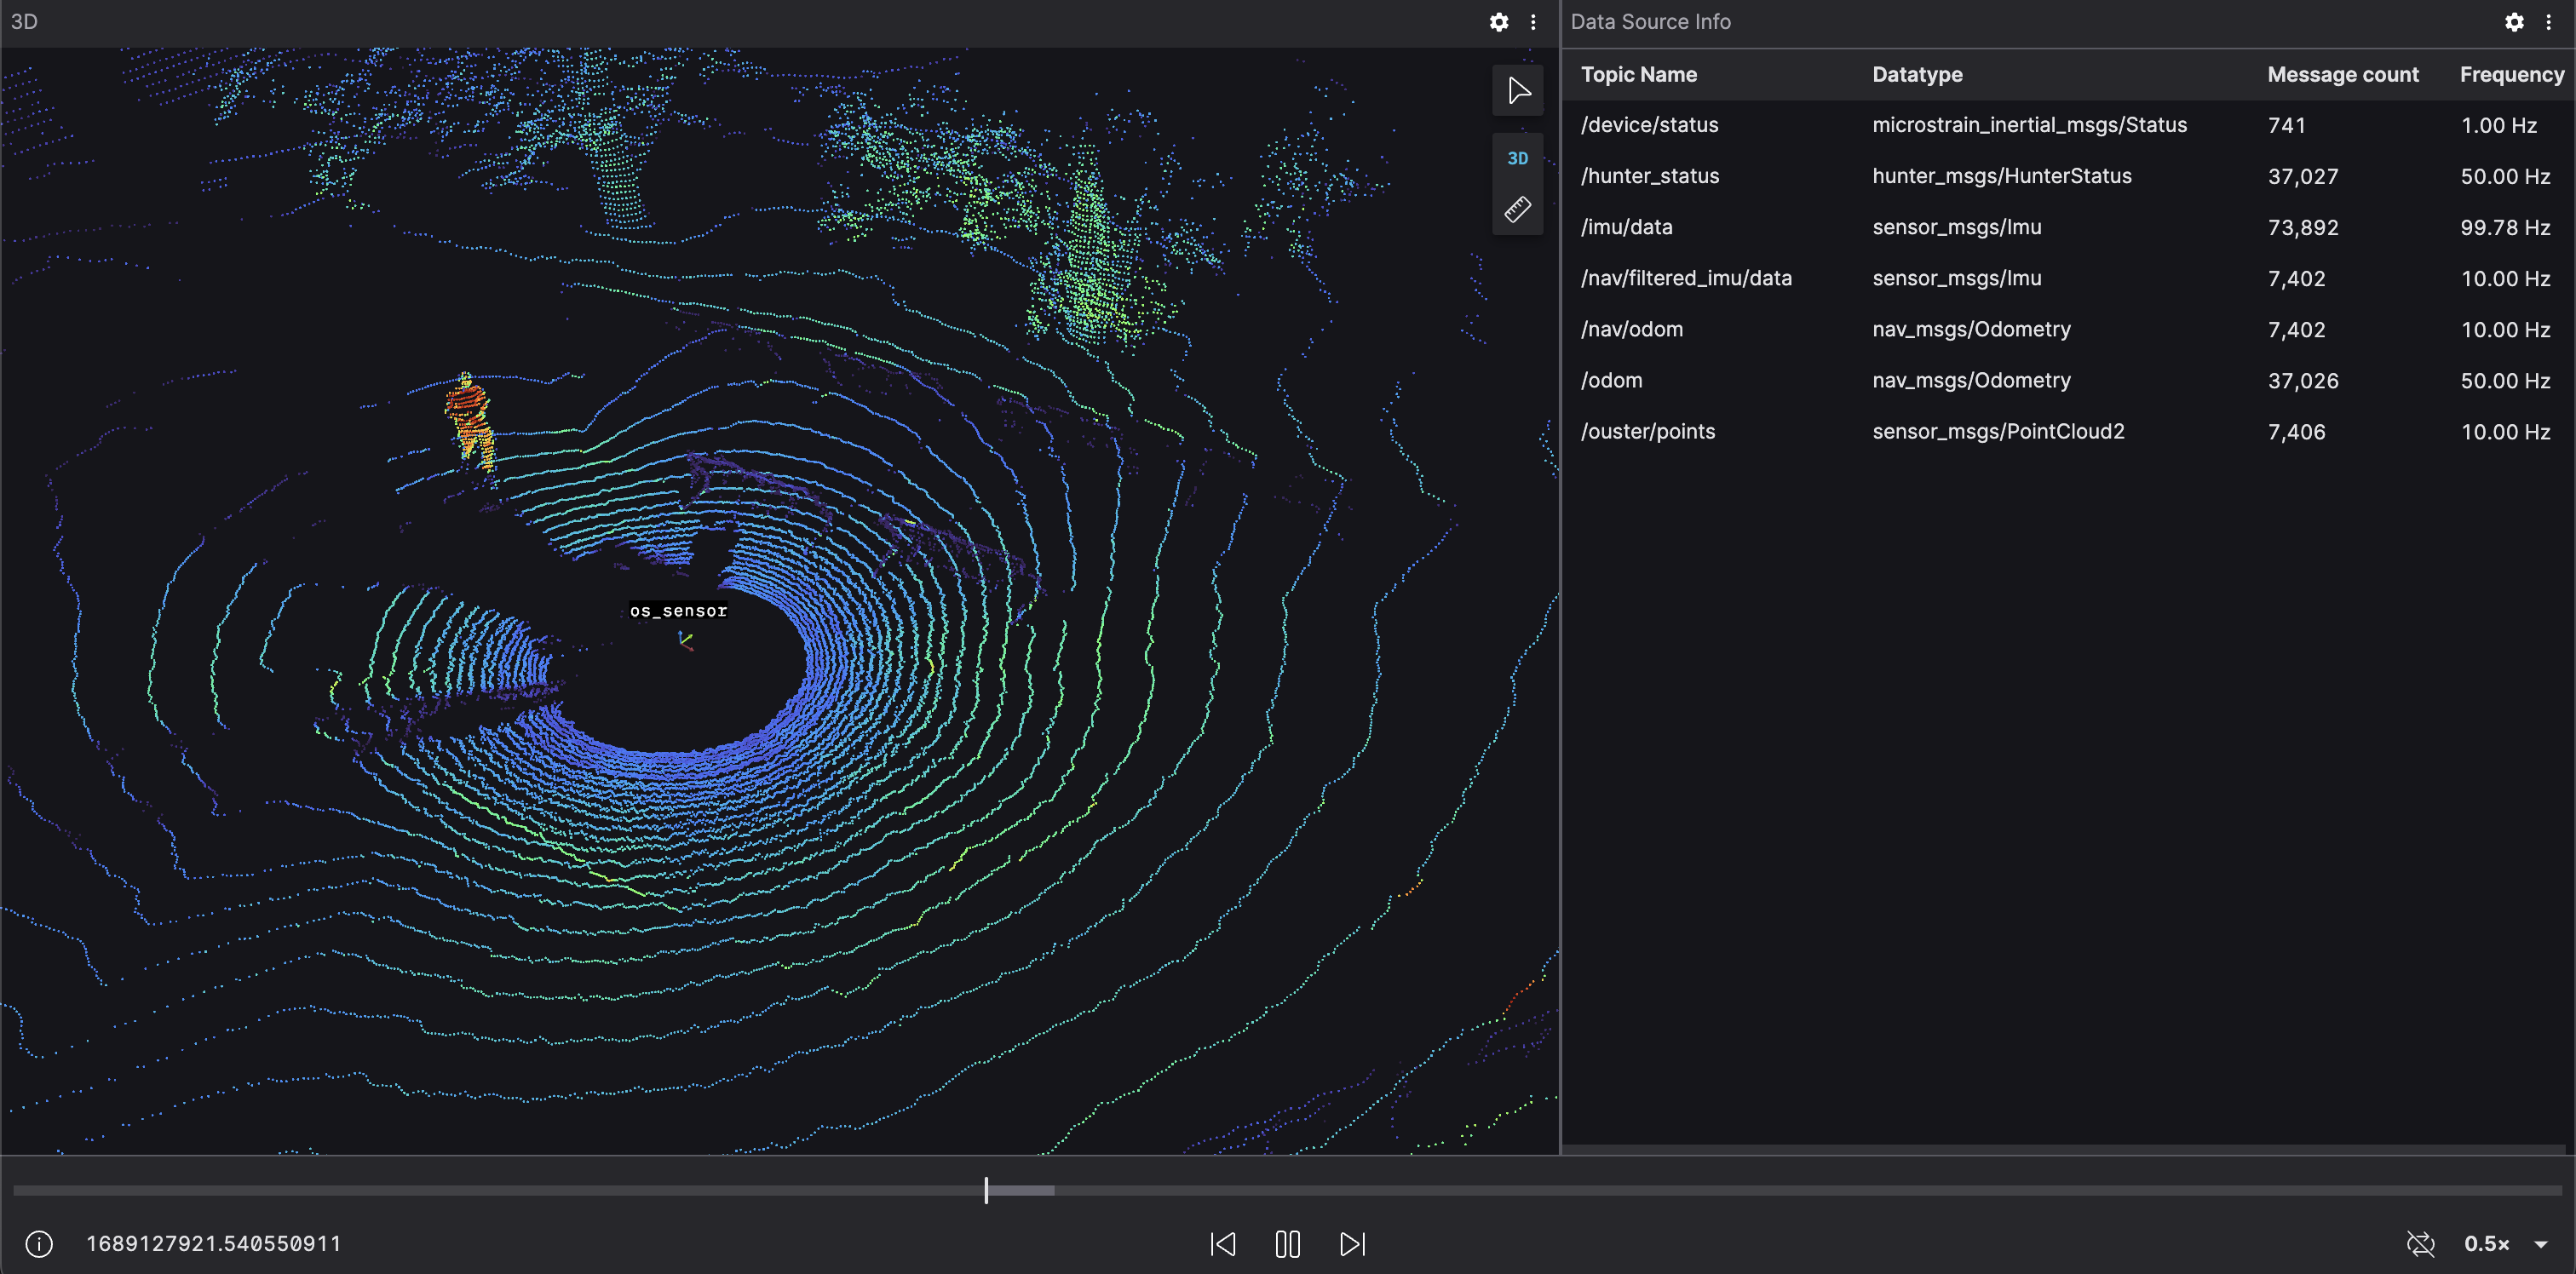 3D
Data Source Info
3D
os_sensor
Topic Name Datatype Message count Frequency
/device/status microstrain_inertial_msgs/Status 741 1.00 Hz
/hunter_status hunter_msgs/HunterStatus 37,027 50.00 Hz
/imu/data sensor_msgs/Imu 73,892 99.78 Hz
/nav/filtered_imu/data sensor_msgs/Imu 7,402 10.00 Hz
/nav/odom nav_msgs/Odometry 7,402 10.00 Hz
/odom nav_msgs/Odometry 37,026 50.00 Hz
/ouster/points sensor_msgs/PointCloud2 7,406 10.00 Hz
1689127921.540550911
0.5×